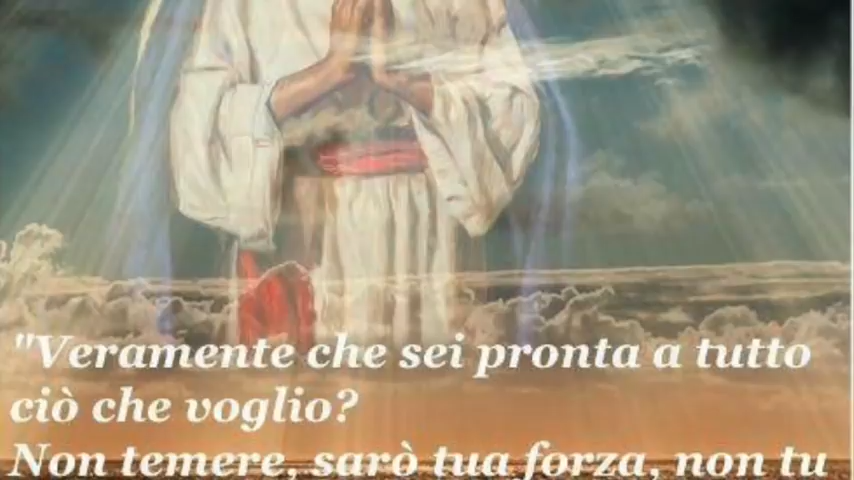 "Veramente che sei pronta a tutto
ciò che voglio?
Non temere, sarò tua forza, non tu